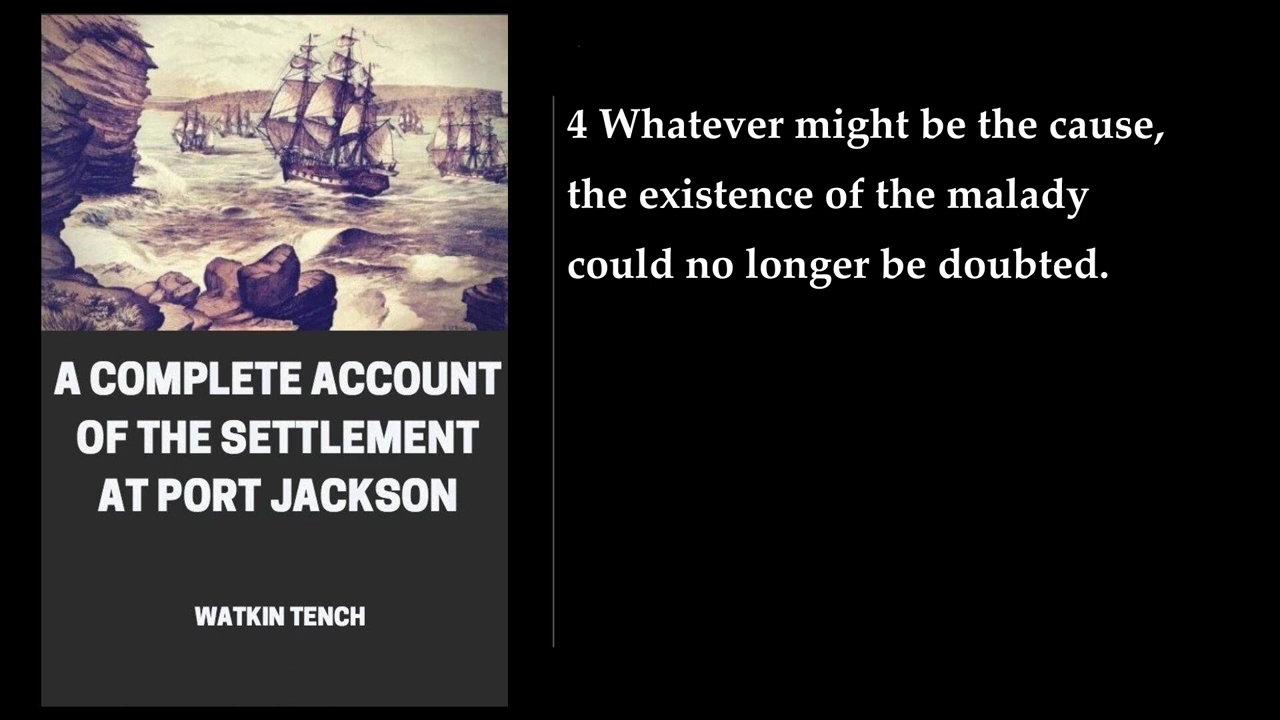 A COMPLETE ACCOUNT
OF THE SETTLEMENT
AT PORT JACKSON
WATKIN TENCH
4 Whatever might be the cause,
the existence of the malady
could no longer be doubted.